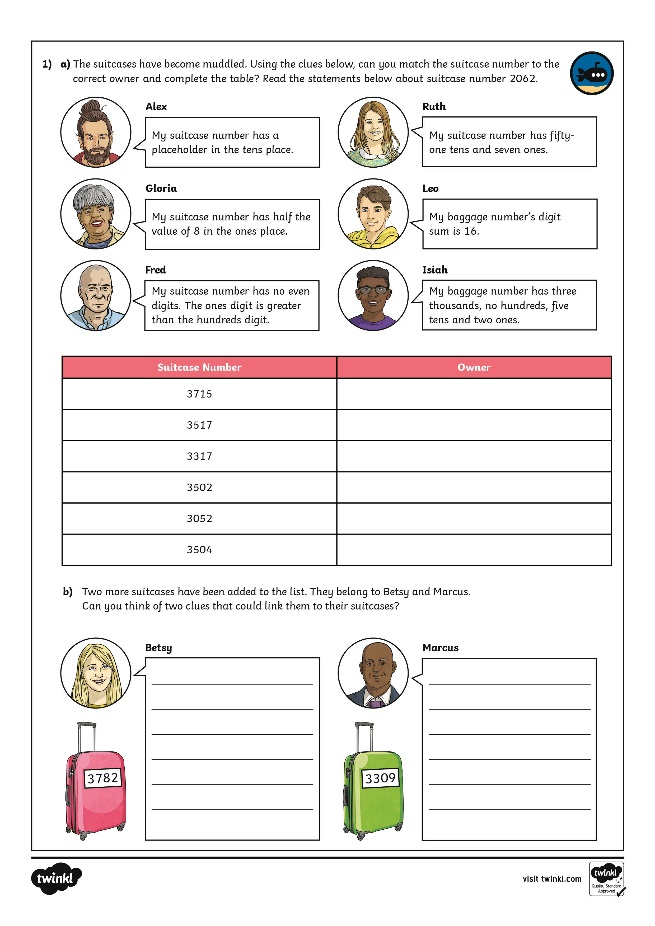 1) a) The suitcases have become muddled. Using the clues below, can you match the suitcase number to the
correct owner and complete the table? Read the statements below about suitcase number 2062.
Alex
My suitcase number has a
placeholder in the tens place.
Ruth
My suitcase number has fifty-
one tens and seven ones.
Gloria
My suitcase number has half the
value of 8 in the ones place.
Leo
My baggage number's digit
sum is 16.
Fred
My suitcase number has no even
digits. The ones digit is greater
than the hundreds digit.
Isiah
My baggage number has three
thousands, no hundreds, five
tens and two ones.
Suitcase Number Owner
3715
3517
3317
3502
3052
3504
b) Two more suitcases have been added to the list. They belong to Betsy and Marcus.
Can you think of two clues that could link them to their suitcases?
Betsy
3782
Marcus
3309
twinkl
visit twinkl.com
twinkl
Quality Standard
Approved